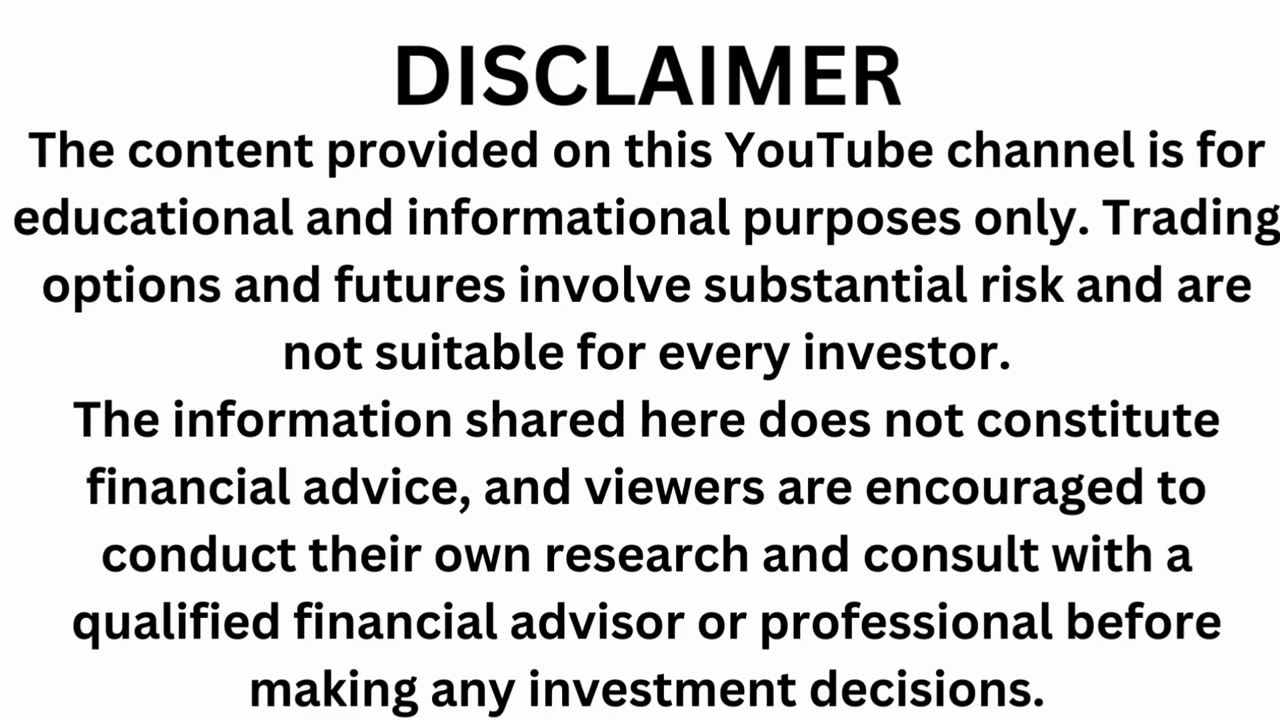 DISCLAIMER
The content provided on this YouTube channel is for
educational and informational purposes only. Trading
options and futures involve substantial risk and are
not suitable for every investor.
The information shared here does not constitute
financial advice, and viewers are encouraged to
conduct their own research and consult with a
qualified financial advisor or professional before
making any investment decisions.